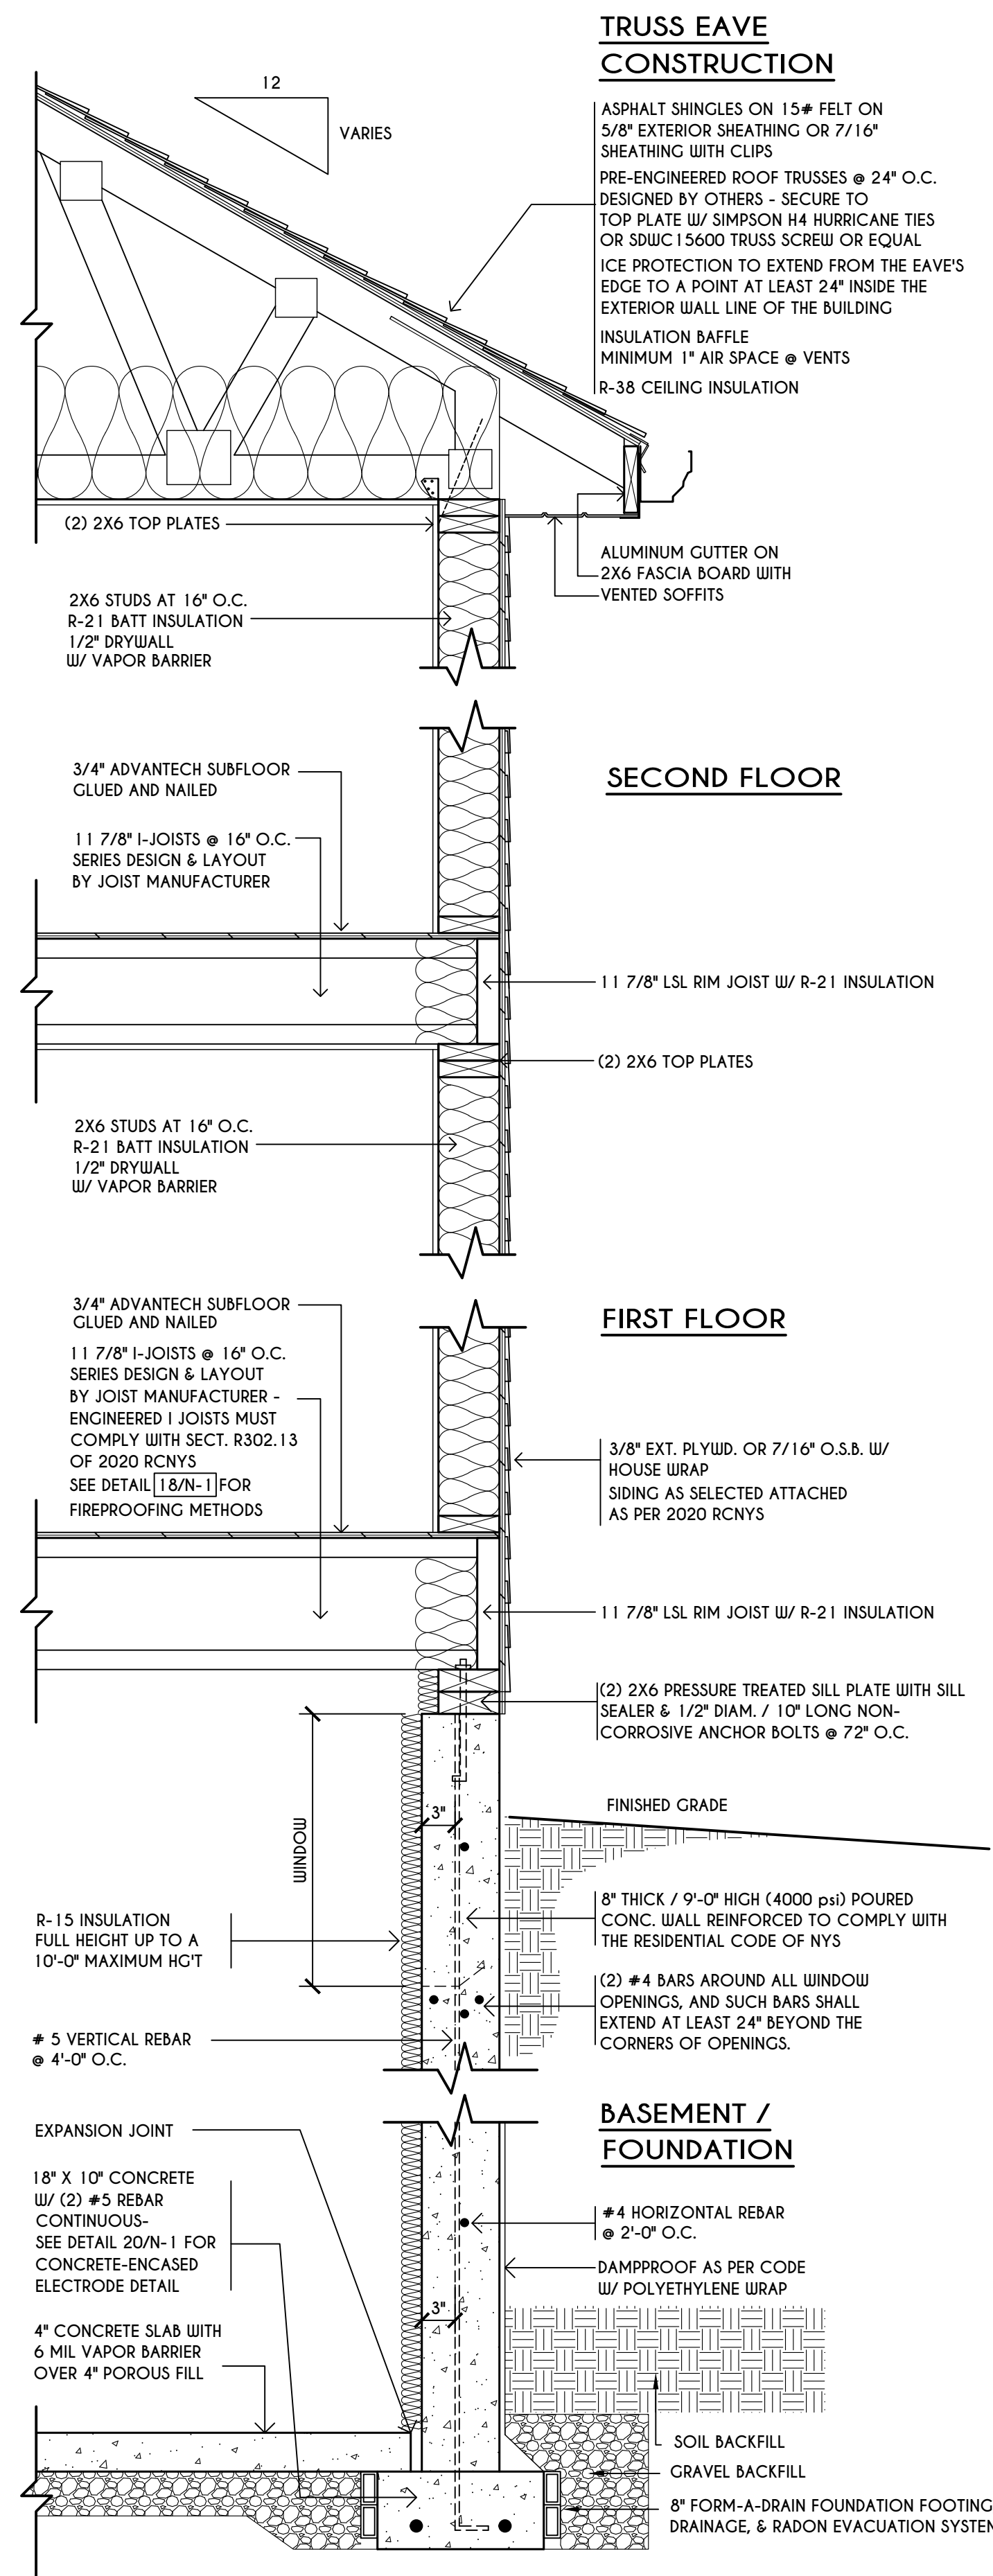 TRUSS EAVE
CONSTRUCTION
12
VARIES
ASPHALT SHINGLES ON 15# FELT ON
5/8" EXTERIOR SHEATHING OR 7/16"
SHEATHING WITH CLIPS
PRE-ENGINEERED ROOF TRUSSES @ 24" O.C.
DESIGNED BY OTHERS - SECURE TO
TOP PLATE W/ SIMPSON H4 HURRICANE TIES
OR SDWC15600 TRUSS SCREW OR EQUAL
ICE PROTECTION TO EXTEND FROM THE EAVE'S
EDGE TO A POINT AT LEAST 24" INSIDE THE
EXTERIOR WALL LINE OF THE BUILDING
INSULATION BAFFLE
MINIMUM 1" AIR SPACE @ VENTS
R-38 CEILING INSULATION
(2) 2X6 TOP PLATES
ALUMINUM GUTTER ON
2X6 FASCIA BOARD WITH
VENTED SOFFITS
2X6 STUDS AT 16" O.C.
R-21 BATT INSULATION
1/2" DRYWALL
W/ VAPOR BARRIER
SECOND FLOOR
3/4" ADVANTECH SUBFLOOR
GLUED AND NAILED
11 7/8" I-JOISTS @ 16" O.C.
SERIES DESIGN & LAYOUT
BY JOIST MANUFACTURER
11 7/8" LSL RIM JOIST W/ R-21 INSULATION
(2) 2X6 TOP PLATES
2X6 STUDS AT 16" O.C.
R-21 BATT INSULATION
1/2" DRYWALL
W/ VAPOR BARRIER
FIRST FLOOR
3/4" ADVANTECH SUBFLOOR
GLUED AND NAILED
11 7/8" I-JOISTS @ 16" O.C.
SERIES DESIGN & LAYOUT
BY JOIST MANUFACTURER -
ENGINEERED I JOISTS MUST
COMPLY WITH SECT. R302.13
OF 2020 RCNYS
SEE DETAIL 18/N-1 FOR
FIREPROOFING METHODS
3/8" EXT. PLYWD. OR 7/16" O.S.B. W/
HOUSE WRAP
SIDING AS SELECTED ATTACHED
AS PER 2020 RCNYS
11 7/8" LSL RIM JOIST W/ R-21 INSULATION
(2) 2X6 PRESSURE TREATED SILL PLATE WITH SILL
SEALER & 1/2" DIAM. / 10" LONG NON-
CORROSIVE ANCHOR BOLTS @ 72" O.C.
FINISHED GRADE
3"
WINDOW
8" THICK / 9'-0" HIGH (4000 psi) POURED
CONC. WALL REINFORCED TO COMPLY WITH
THE RESIDENTIAL CODE OF NYS
R-15 INSULATION
FULL HEIGHT UP TO A
10'-0" MAXIMUM HG'T
(2) #4 BARS AROUND ALL WINDOW
OPENINGS, AND SUCH BARS SHALL
EXTEND AT LEAST 24" BEYOND THE
CORNERS OF OPENINGS.
# 5 VERTICAL REBAR
@ 4'-0" O.C.
BASEMENT /
FOUNDATION
EXPANSION JOINT
18" X 10" CONCRETE
W/ (2) #5 REBAR
CONTINUOUS-
SEE DETAIL 20/N-1 FOR
CONCRETE-ENCASED
ELECTRODE DETAIL
#4 HORIZONTAL REBAR
@ 2'-0" O.C.
DAMPPROOF AS PER CODE
W/ POLYETHYLENE WRAP
3"
4" CONCRETE SLAB WITH
6 MIL VAPOR BARRIER
OVER 4" POROUS FILL
SOIL BACKFILL
GRAVEL BACKFILL
8" FORM-A-DRAIN FOUNDATION FOOTING
DRAINAGE, & RADON EVACUATION SYSTEM